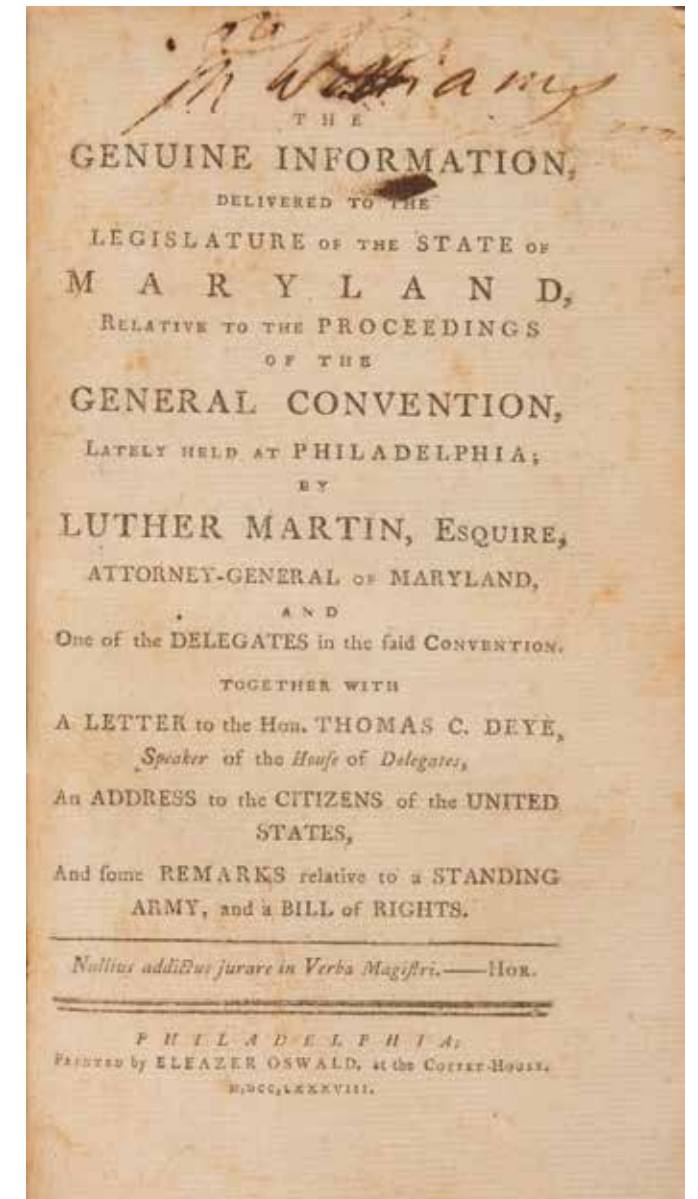 Williams
THE
GENUINE INFORMATION,
DELIVERED TO THE
LEGISLATURE OF THE STATE OF
MARYLAND,
RELATIVE TO THE PROCEEDINGS
OF THE
GENERAL CONVENTION,
LATELY HELD AT PHILADELPHIA;
BY
LUTHER MARTIN, ESQUIRE,
ATTORNEY-GENERAL OF MARYLAND,
AND
One of the DELEGATES in the ſaid CONVENTION.
TOGETHER WITH
A LETTER to the Hon. THOMAS C. DEYE,
Speaker of the Houſe of Delegates,
An ADDRESS to the CITIZENS of the UNITED
STATES,
And ſome REMARKS relative to a STANDING
ARMY, and a BILL of RIGHTS.
Nullius addictus jurare in Verba Magiſtri.——HOR.
PHILADELPHIA;
PRINTED by ELEAZER OSWALD, at the COFFEE-HOUSE.
M,DCC,LXXXVIII.